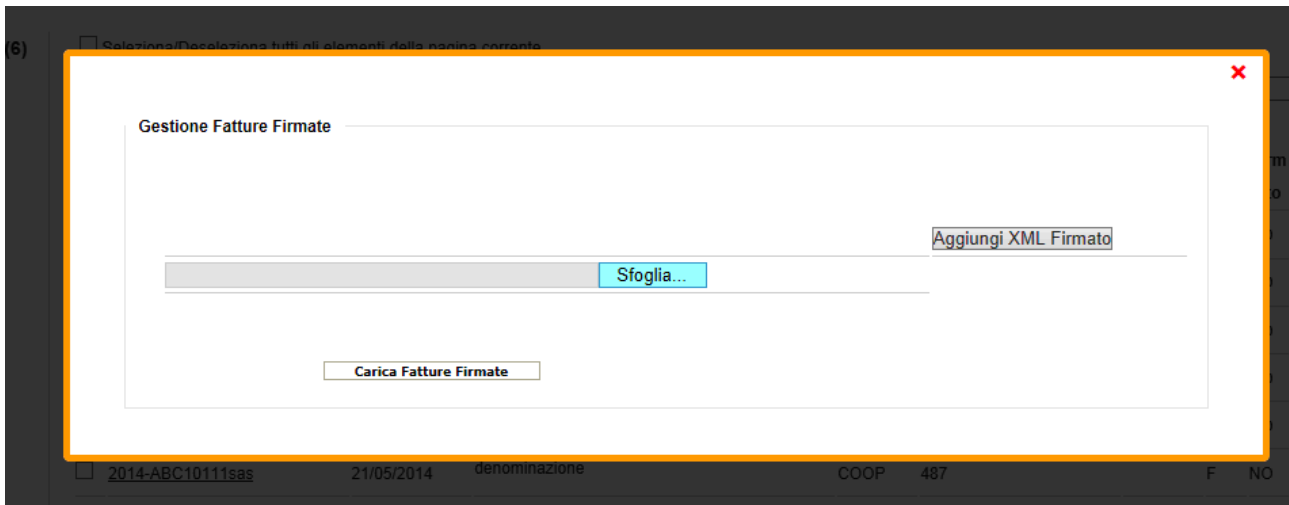 (6)
Seleziona/Deseleziona tutti gli elementi della pagina corrente
Gestione Fatture Firmate
Aggiungi XML Firmato
Sfoglia...
Carica Fatture Firmate
2014-ABC10111sas 21/05/2014 denominazione COOP 487 F NO